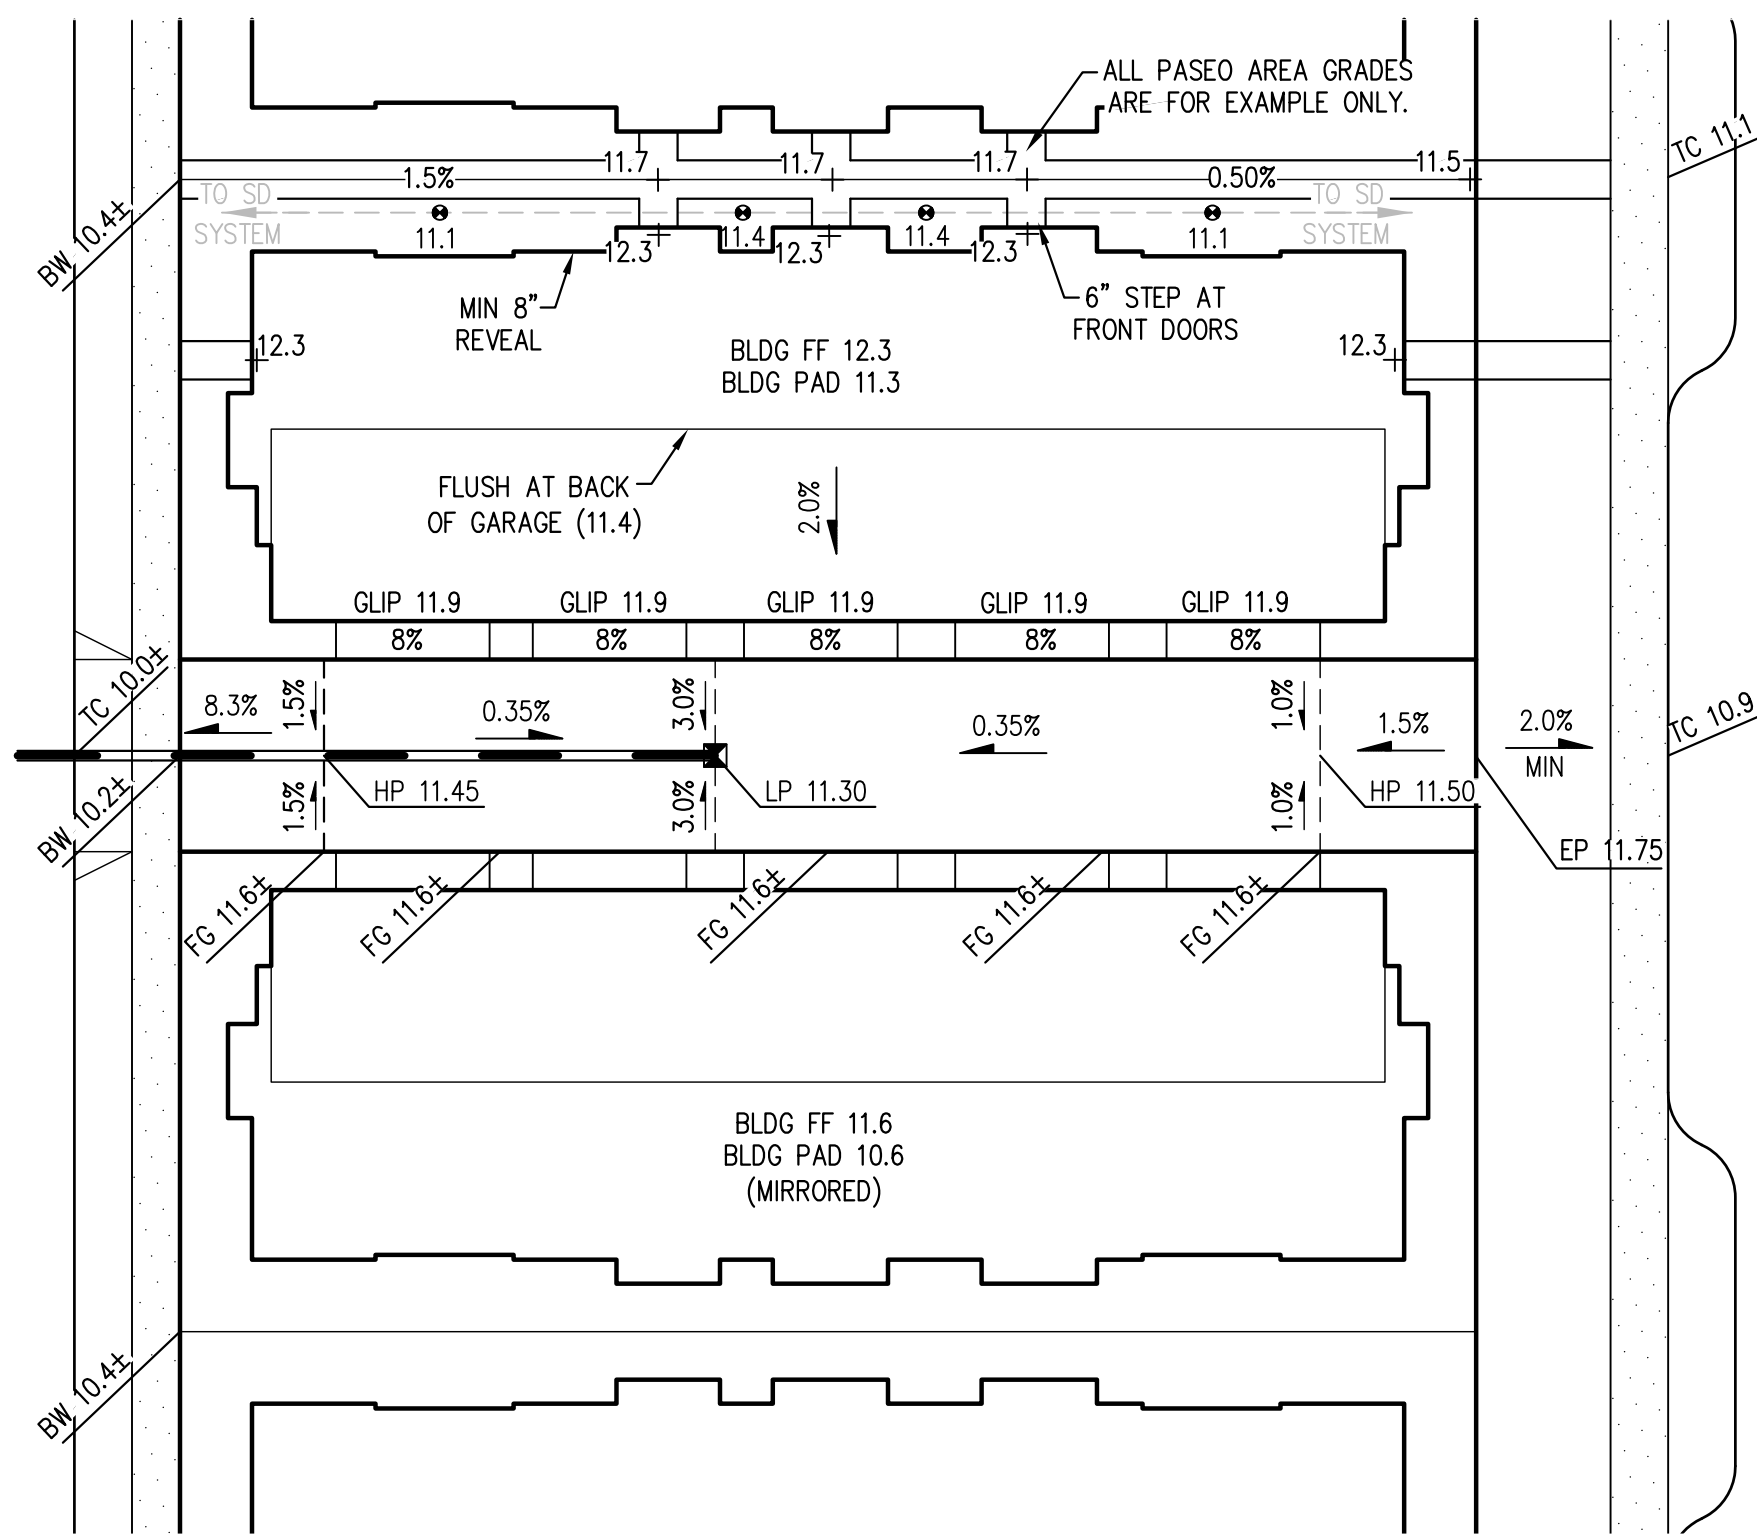 ALL PASEO AREA GRADES
ARE FOR EXAMPLE ONLY.
TC 11.1
11.7
11.7
11.7
11.5
1.5%
0.50%
TO SD
SYSTEM
TO SD
SYSTEM
BW 10.4±
11.1
11.4
11.4
11.1
12.3
12.3
12.3
MIN 8"
REVEAL
6" STEP AT
FRONT DOORS
12.3
12.3
BLDG FF 12.3
BLDG PAD 11.3
FLUSH AT BACK
OF GARAGE (11.4)
2.0%
GLIP 11.9
GLIP 11.9
GLIP 11.9
GLIP 11.9
GLIP 11.9
8%
8%
8%
8%
8%
TC 10.0±
8.3%
1.5%
0.35%
3.0%
0.35%
1.0%
1.5%
2.0%
MIN
TC 10.9
BW 10.2±
1.5%
HP 11.45
3.0%
LP 11.30
1.0%
HP 11.50
EP 11.75
FG 11.6±
FG 11.6±
FG 11.6±
FG 11.6±
FG 11.6±
BLDG FF 11.6
BLDG PAD 10.6
(MIRRORED)
BW 10.4±